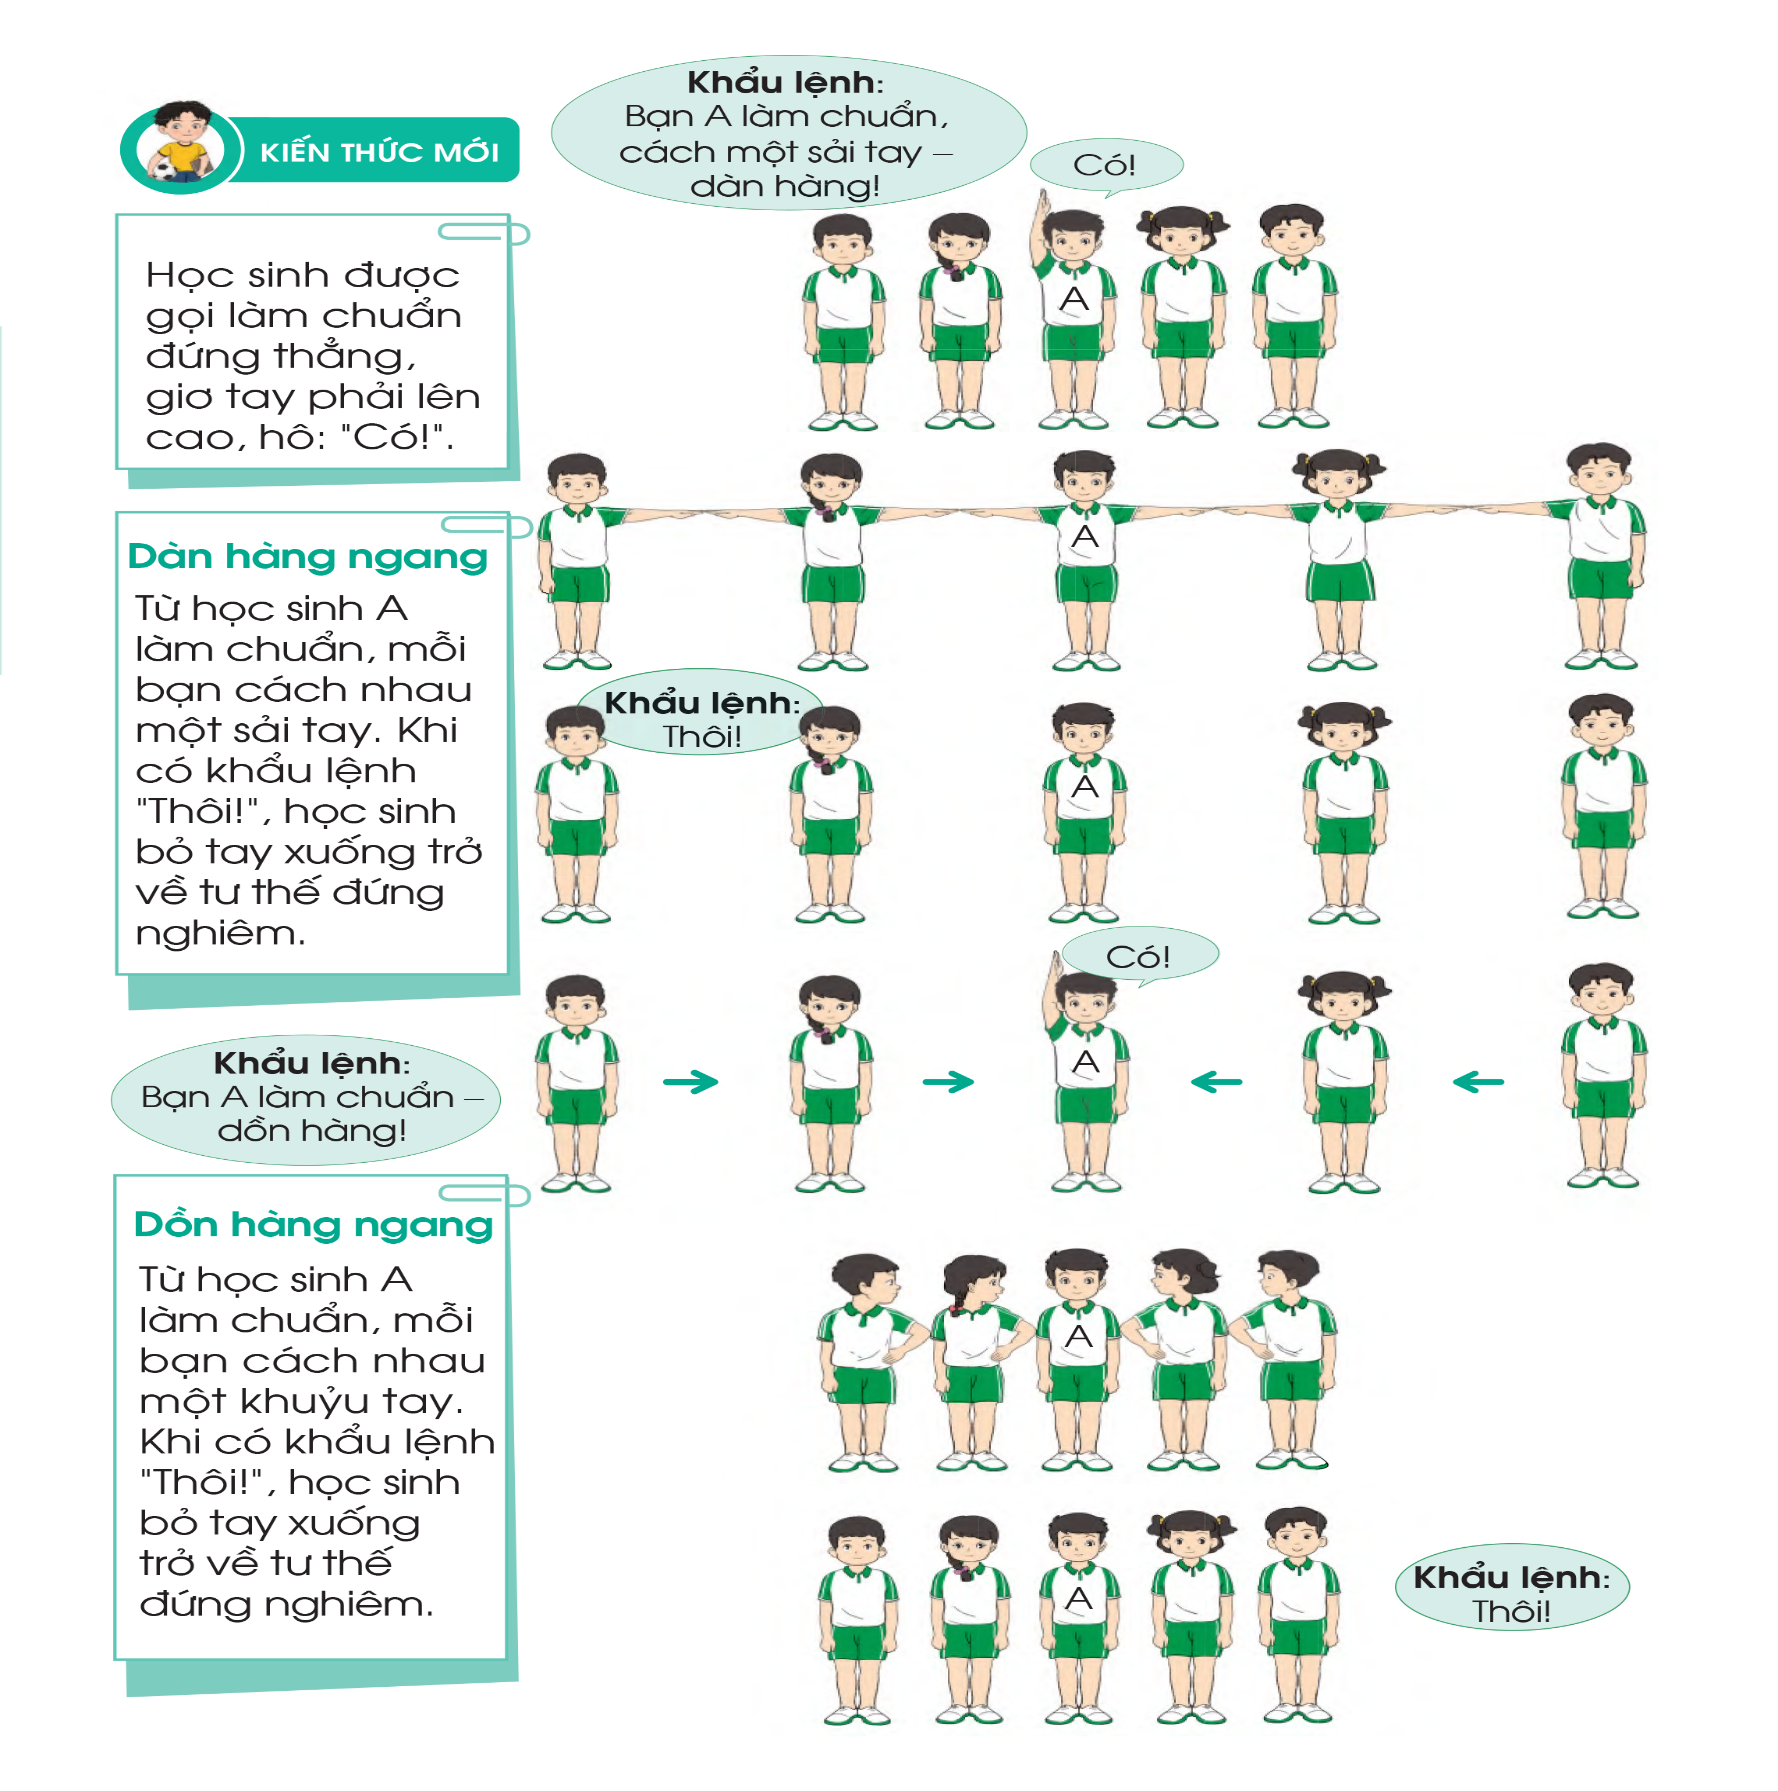 KIẾN THỨC MỚI
Khẩu lệnh:
Bạn A làm chuẩn,
cách một sải tay –
dàn hàng!
Có!
A
Học sinh được
gọi làm chuẩn
đứng thẳng,
giơ tay phải lên
cao, hô: "Có!".
A
Dàn hàng ngang
Từ học sinh A
làm chuẩn, mỗi
bạn cách nhau
một sải tay. Khi
có khẩu lệnh
"Thôi!", học sinh
bỏ tay xuống trở
về tư thế đứng
nghiêm.
Khẩu lệnh:
Thôi!
A
Có!
A
Khẩu lệnh:
Bạn A làm chuẩn –
dồn hàng!
Dồn hàng ngang
Từ học sinh A
làm chuẩn, mỗi
bạn cách nhau
một khuỷu tay.
Khi có khẩu lệnh
"Thôi!", học sinh
bỏ tay xuống
trở về tư thế
đứng nghiêm.
A
A
Khẩu lệnh:
Thôi!